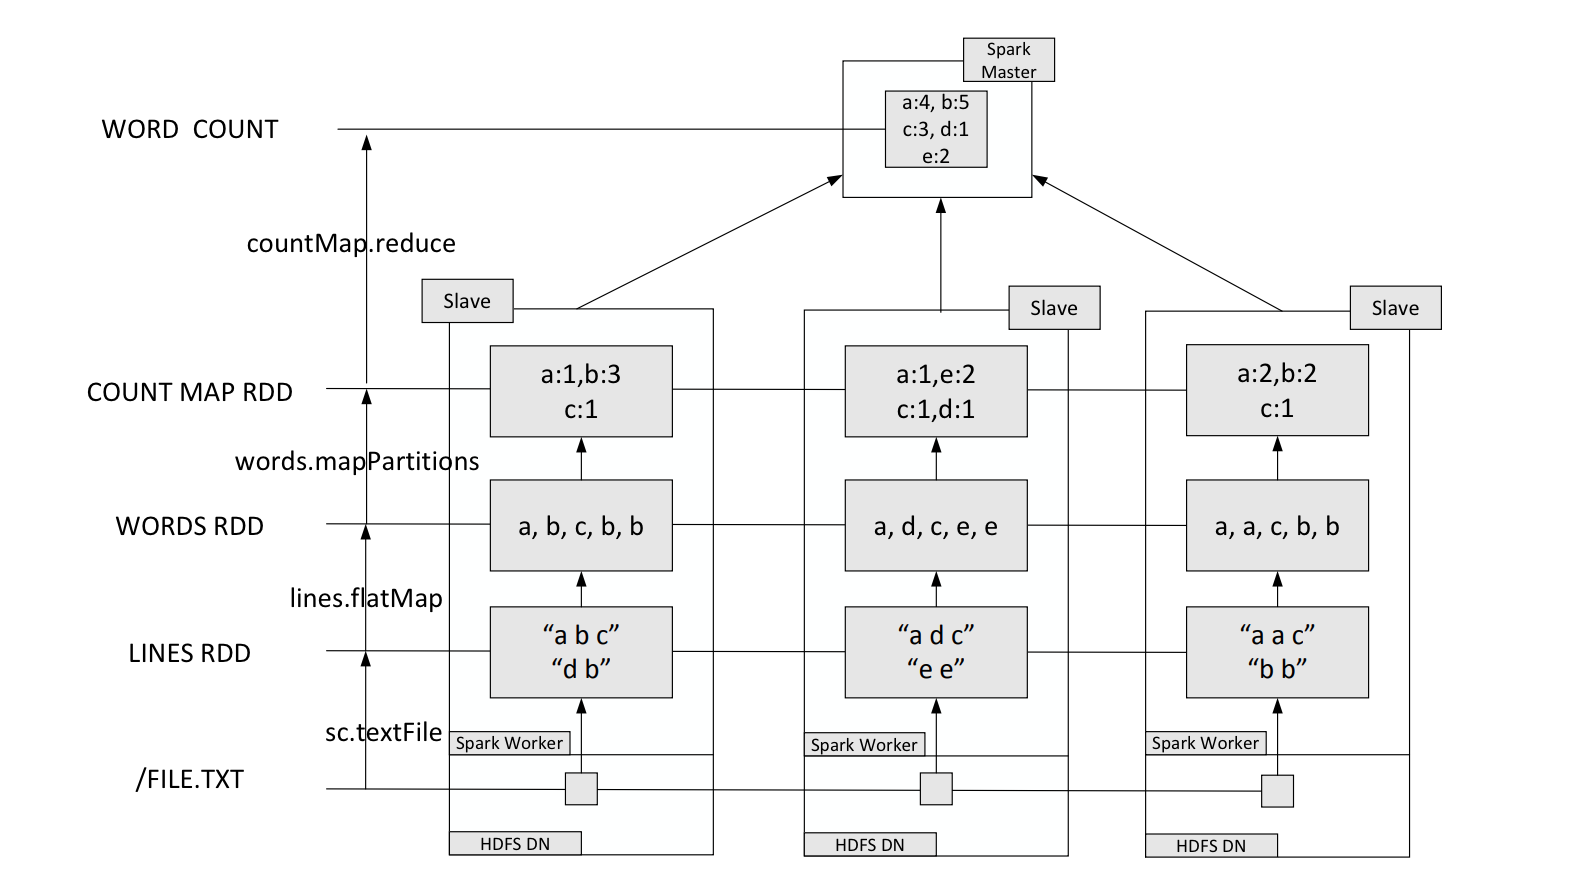 Spark
Master
a:4, b:5
c:3, d:1
e:2
WORD  COUNT
countMap.reduce
Slave
Slave
Slave
COUNT MAP RDD
a:1,b:3
c:1
a:1,e:2
c:1,d:1
a:2,b:2
c:1
words.mapPartitions
WORDS RDD
a, b, c, b, b
a, d, c, e, e
a, a, c, b, b
lines.flatMap
LINES RDD
“a b c”
“d b”
“a d c”
“e e”
“a a c”
“b b”
sc.textFile
Spark Worker
Spark Worker
Spark Worker
/FILE.TXT
HDFS DN
HDFS DN
HDFS DN